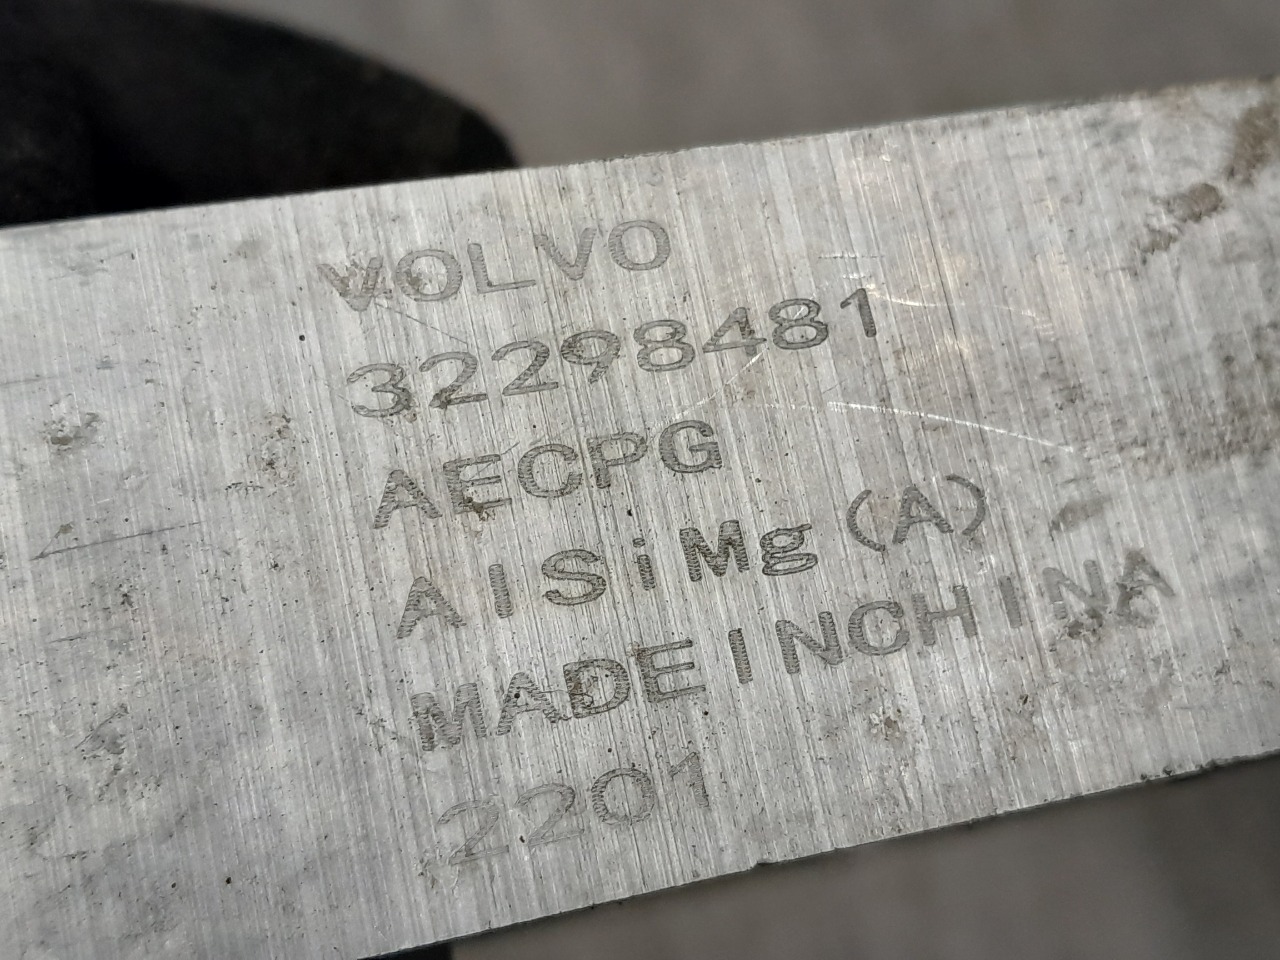 VOLVO
32298481
AECPG
AlSiMg (A)
MADE IN CHINA
2201